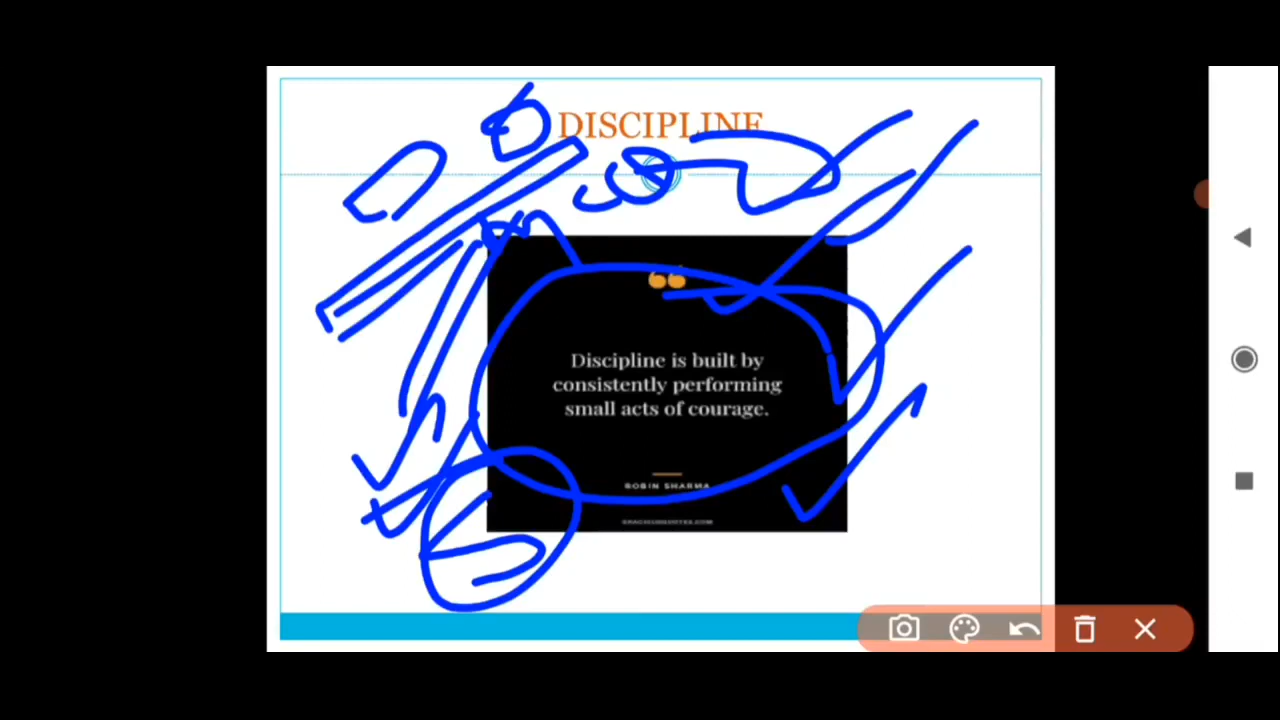 DISCIPLINE
Discipline is built by
consistently performing
small acts of courage.
ROBIN SHARMA